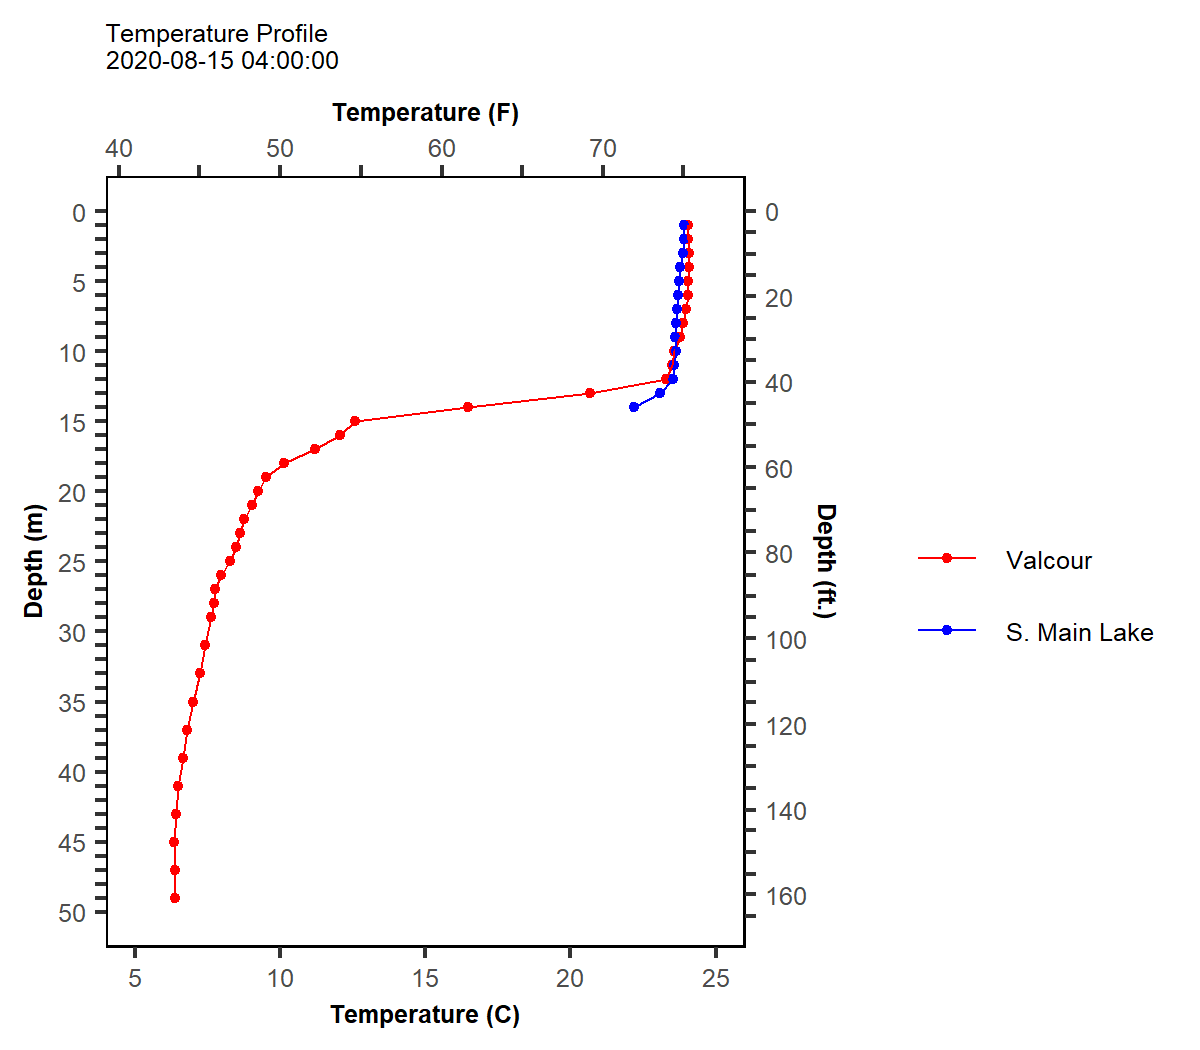 Temperature Profile
2020-08-15 04:00:00
Temperature (F)
40 50 60 70
0
5
10
15
20
25
30
35
40
45
50
Depth (m)
0
20
40
60
80
100
120
140
160
Depth (ft.)
Valcour
S. Main Lake
5 10 15 20 25
Temperature (C)